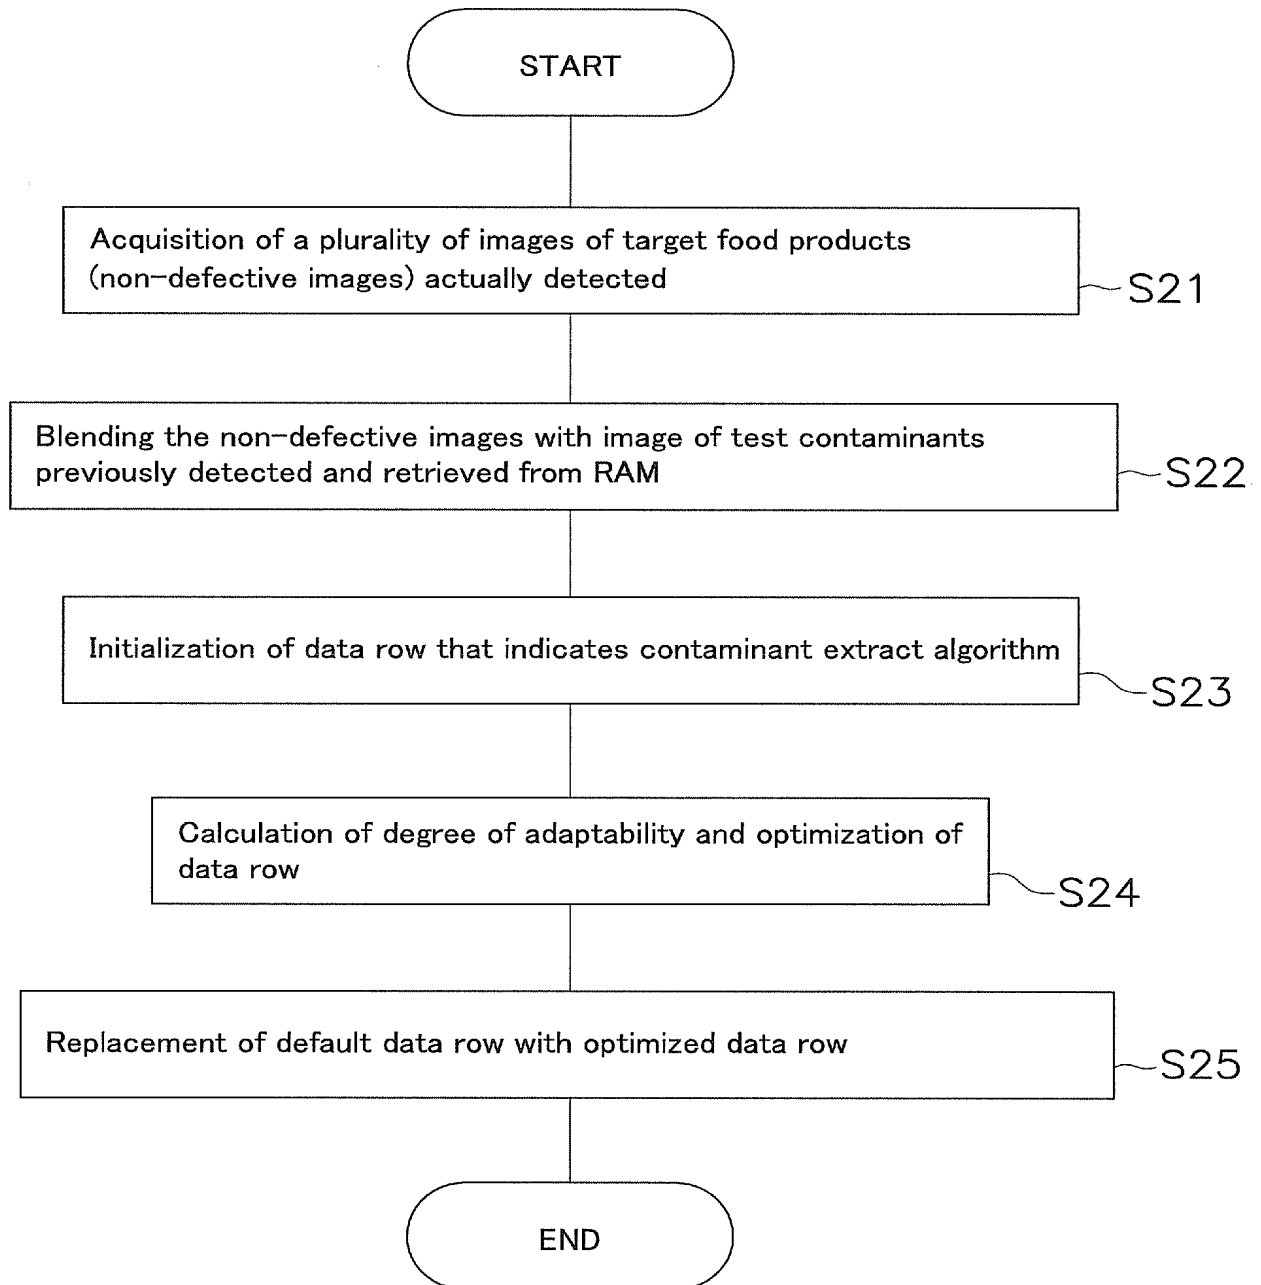 START
Acquisition of a plurality of images of target food products
(non-defective images) actually detected
S21
Blending the non-defective images with image of test contaminants
previously detected and retrieved from RAM
S22
Initialization of data row that indicates contaminant extract algorithm
S23
Calculation of degree of adaptability and optimization of
data row
S24
Replacement of default data row with optimized data row
S25
END